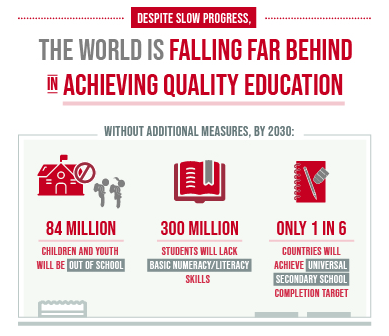 DESPITE SLOW PROGRESS,
THE WORLD IS FALLING FAR BEHIND
IN ACHIEVING QUALITY EDUCATION
WITHOUT ADDITIONAL MEASURES, BY 2030:
84 MILLION
CHILDREN AND YOUTH
WILL BE OUT OF SCHOOL
300 MILLION
STUDENTS WILL LACK
BASIC NUMERACY/LITERACY
SKILLS
ONLY 1 IN 6
COUNTRIES WILL
ACHIEVE UNIVERSAL
SECONDARY SCHOOL
COMPLETION TARGET